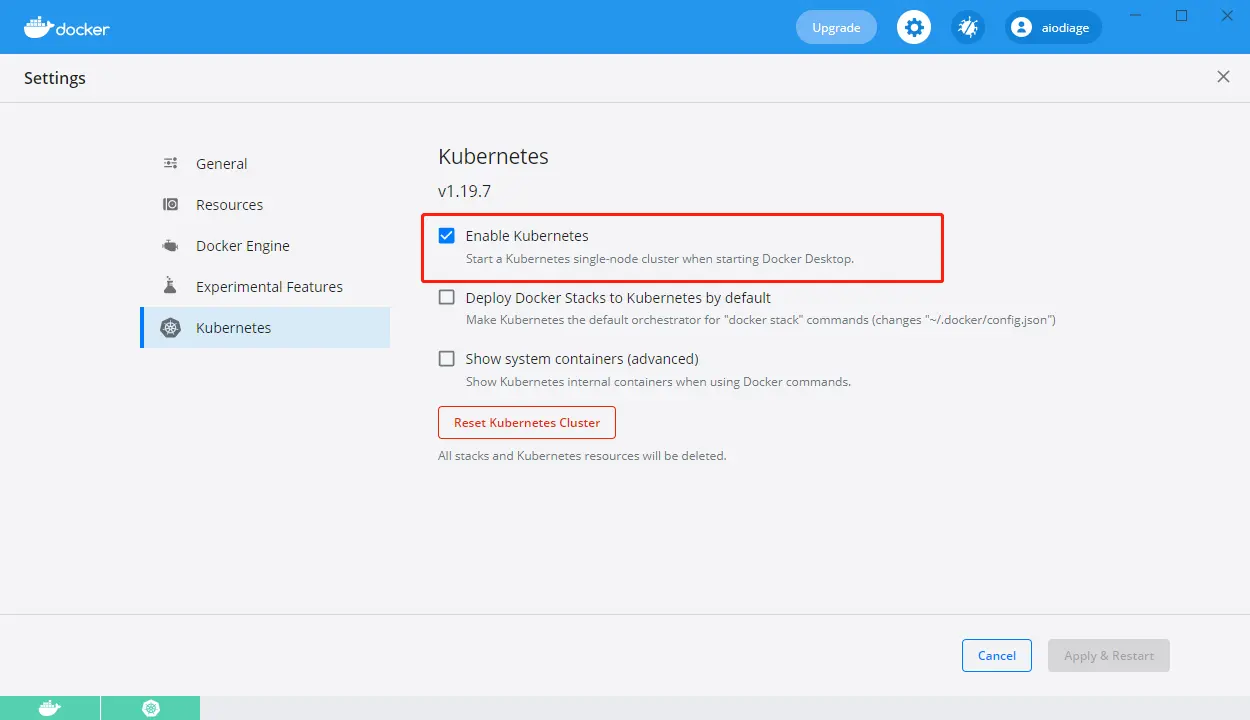 docker
Upgrade
aiodiage
Settings
General
Resources
Docker Engine
Experimental Features
Kubernetes
Kubernetes
v1.19.7
Enable Kubernetes
Start a Kubernetes single-node cluster when starting Docker Desktop.
Deploy Docker Stacks to Kubernetes by default
Make Kubernetes the default orchestrator for "docker stack" commands (changes "~/.docker/config.json")
Show system containers (advanced)
Show Kubernetes internal containers when using Docker commands.
Reset Kubernetes Cluster
All stacks and Kubernetes resources will be deleted.
Cancel
Apply & Restart